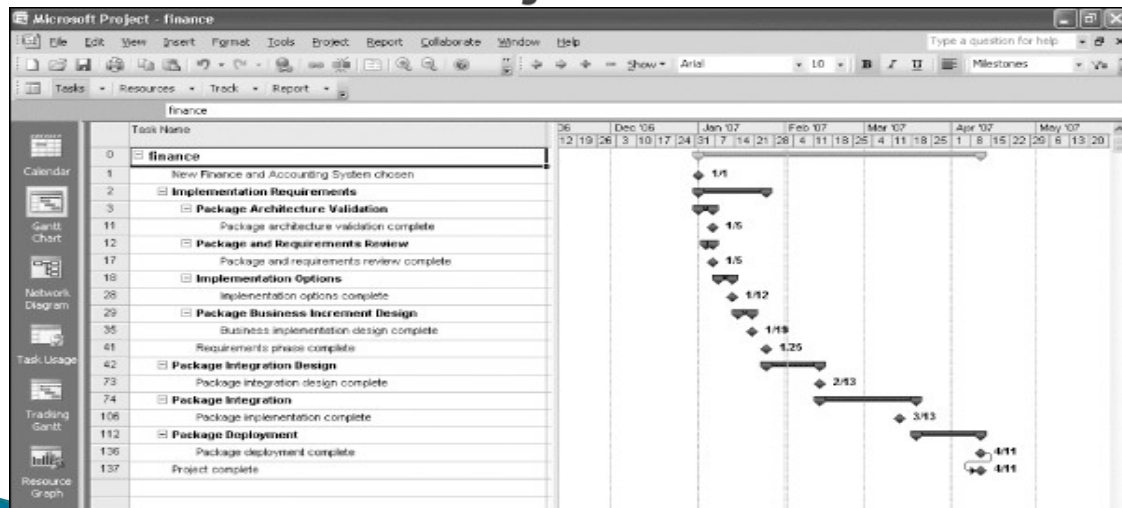 Microsoft Project - finance
File Edit View Insert Format Tools Project Report Collaborate Window Help Type a question for help
Show Arial 10 B I U Milestones
Tasks Resources Track Report
finance
Task Name
06 Dec '06 Jan '07 Feb '07 Mar '07 Apr '07 May '07
12 19 26 3 10 17 24 31 7 14 21 28 4 11 18 25 4 11 18 25 1 8 15 22 29 6 13 20
Calendar
Gantt Chart
Network Diagram
Task Usage
Tracking Gantt
Resource Graph
0 finance
1 New Finance and Accounting System chosen 1/1
2 Implementation Requirements
3 Package Architecture Validation
11 Package architecture validation complete 1/5
12 Package and Requirements Review
17 Package and requirements review complete 1/5
18 Implementation Options
28 Implementation options complete 1/12
29 Package Business Increment Design
35 Business implementation design complete 1/19
41 Requirements phase complete 1.25
42 Package Integration Design
73 Package integration design complete 2/13
74 Package Integration
106 Package implementation complete 3/13
112 Package Deployment
136 Package deployment complete 4/11
137 Project complete 4/11